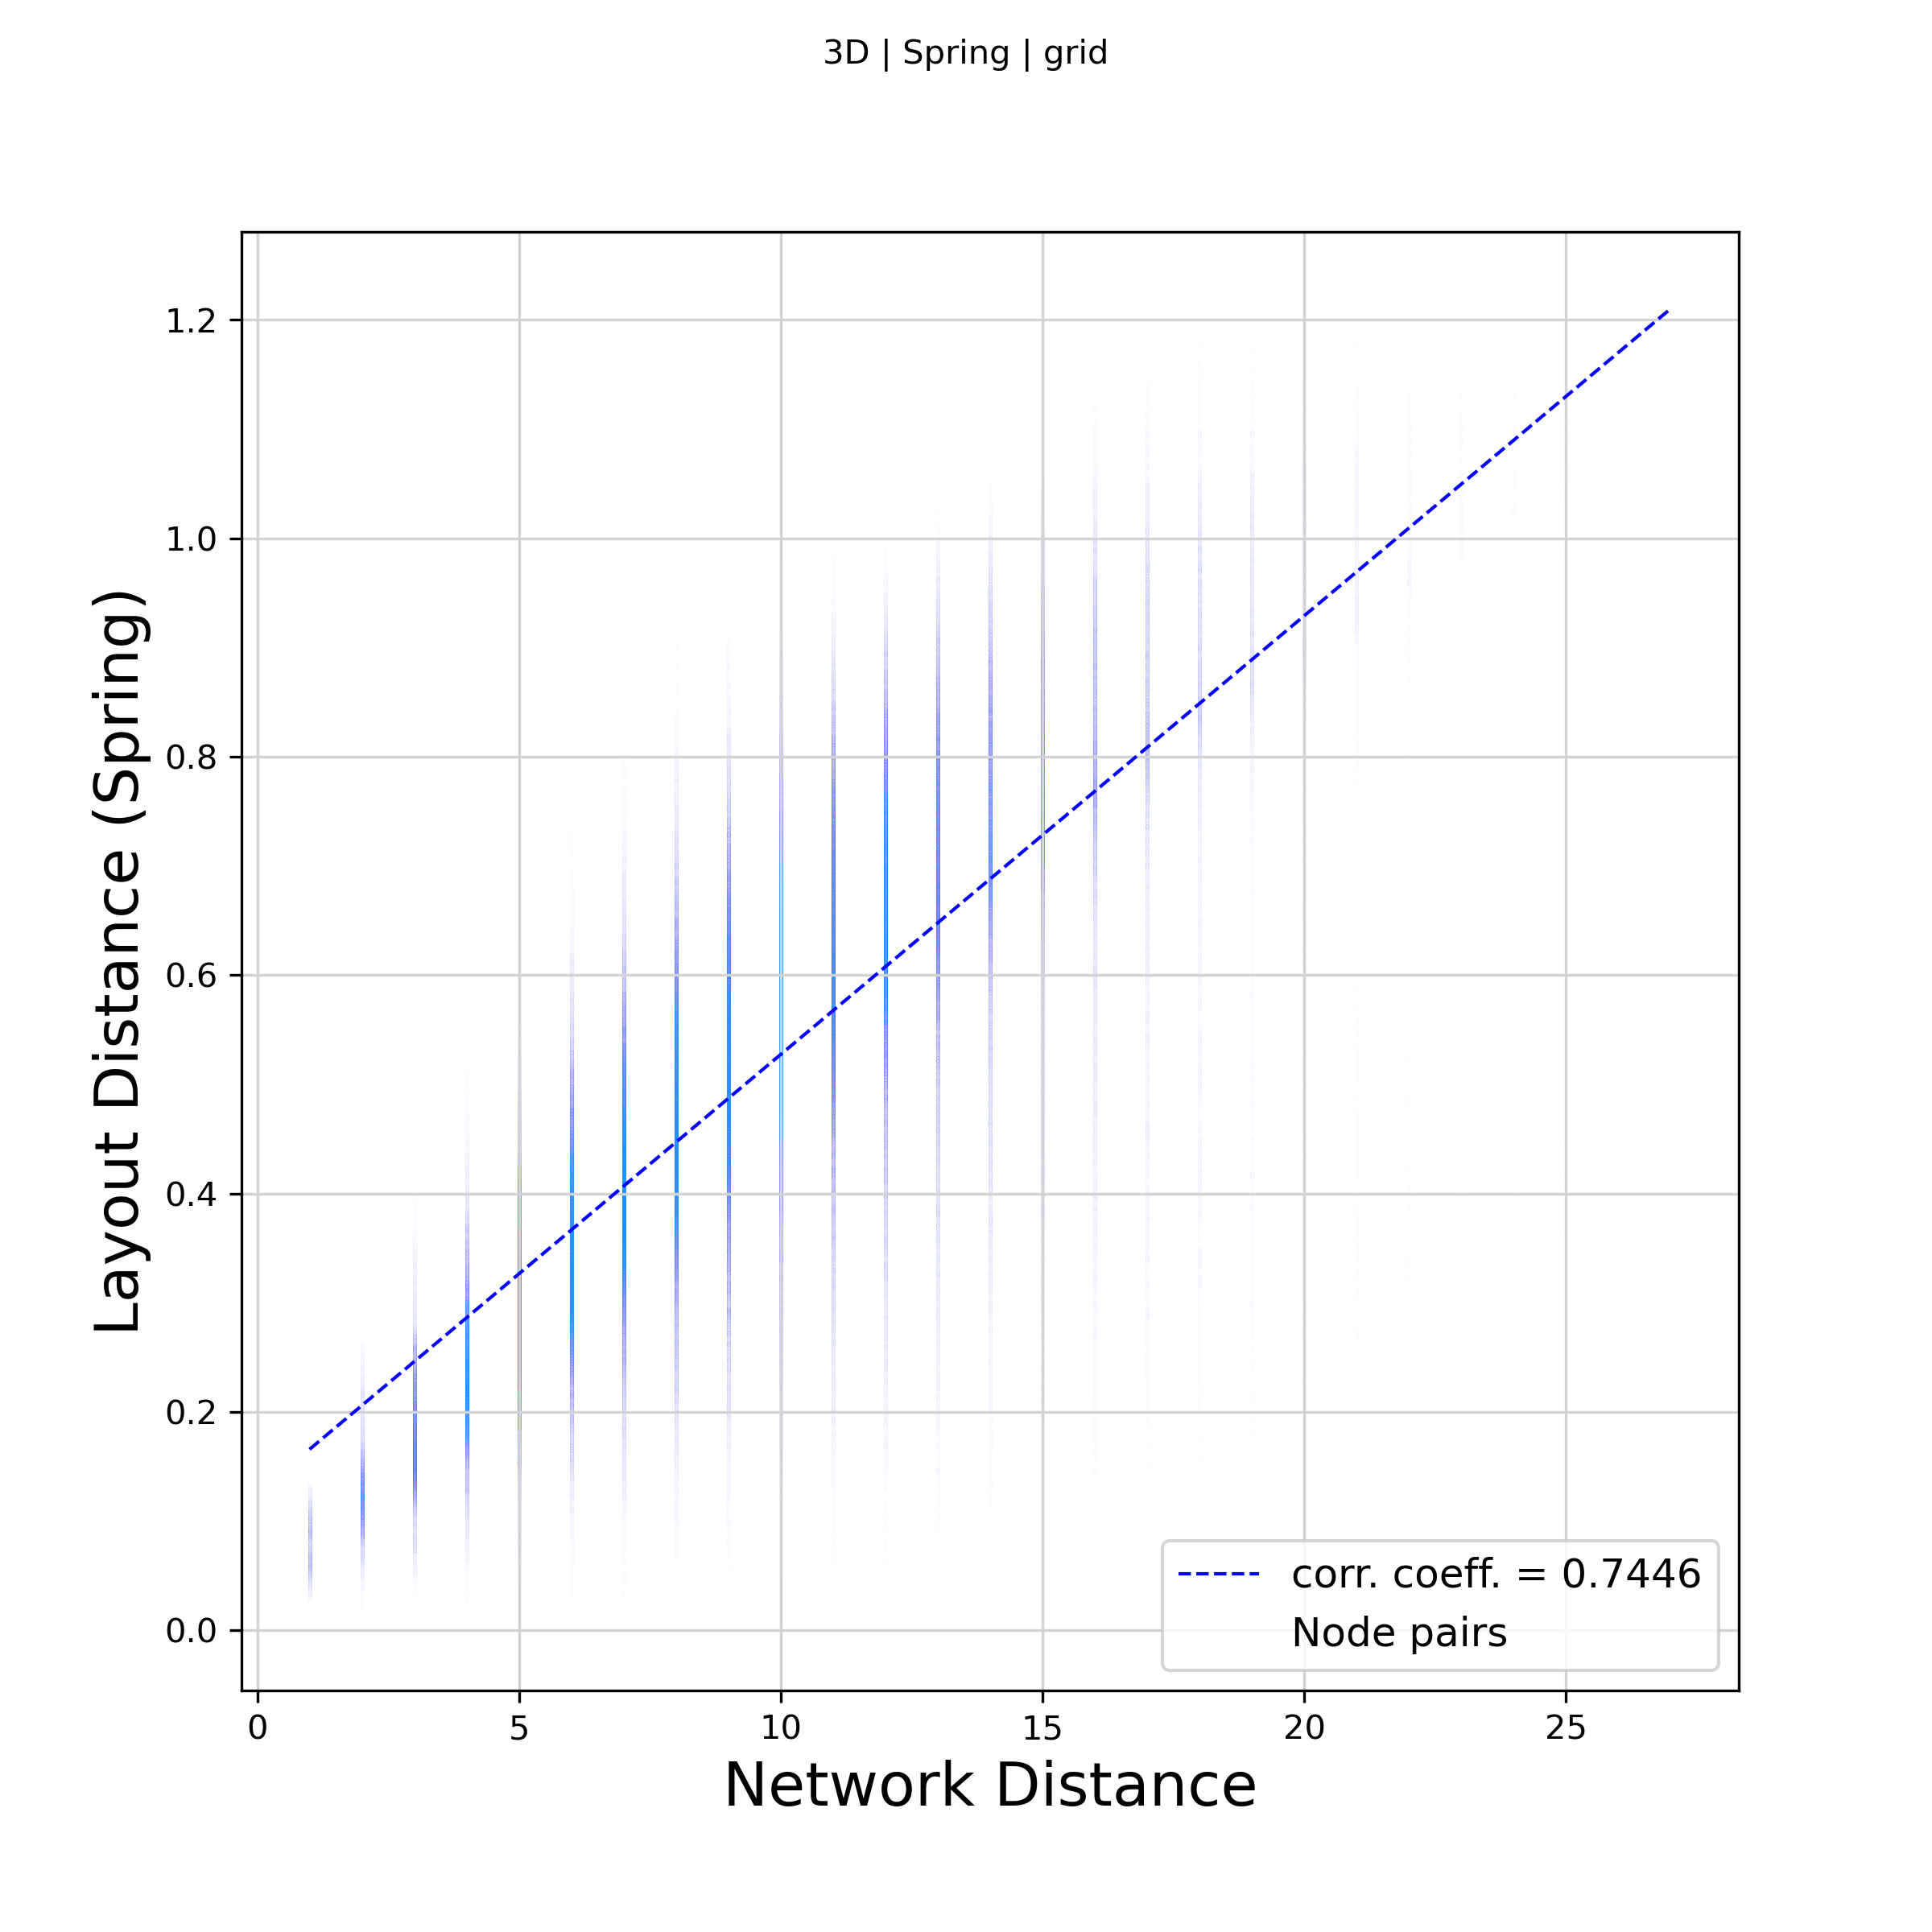 3D | Spring | grid
Layout Distance (Spring)
1.2
1.0
0.8
0.6
0.4
0.2
0.0
corr. coeff. = 0.7446
Node pairs
0 5 10 15 20 25
Network Distance